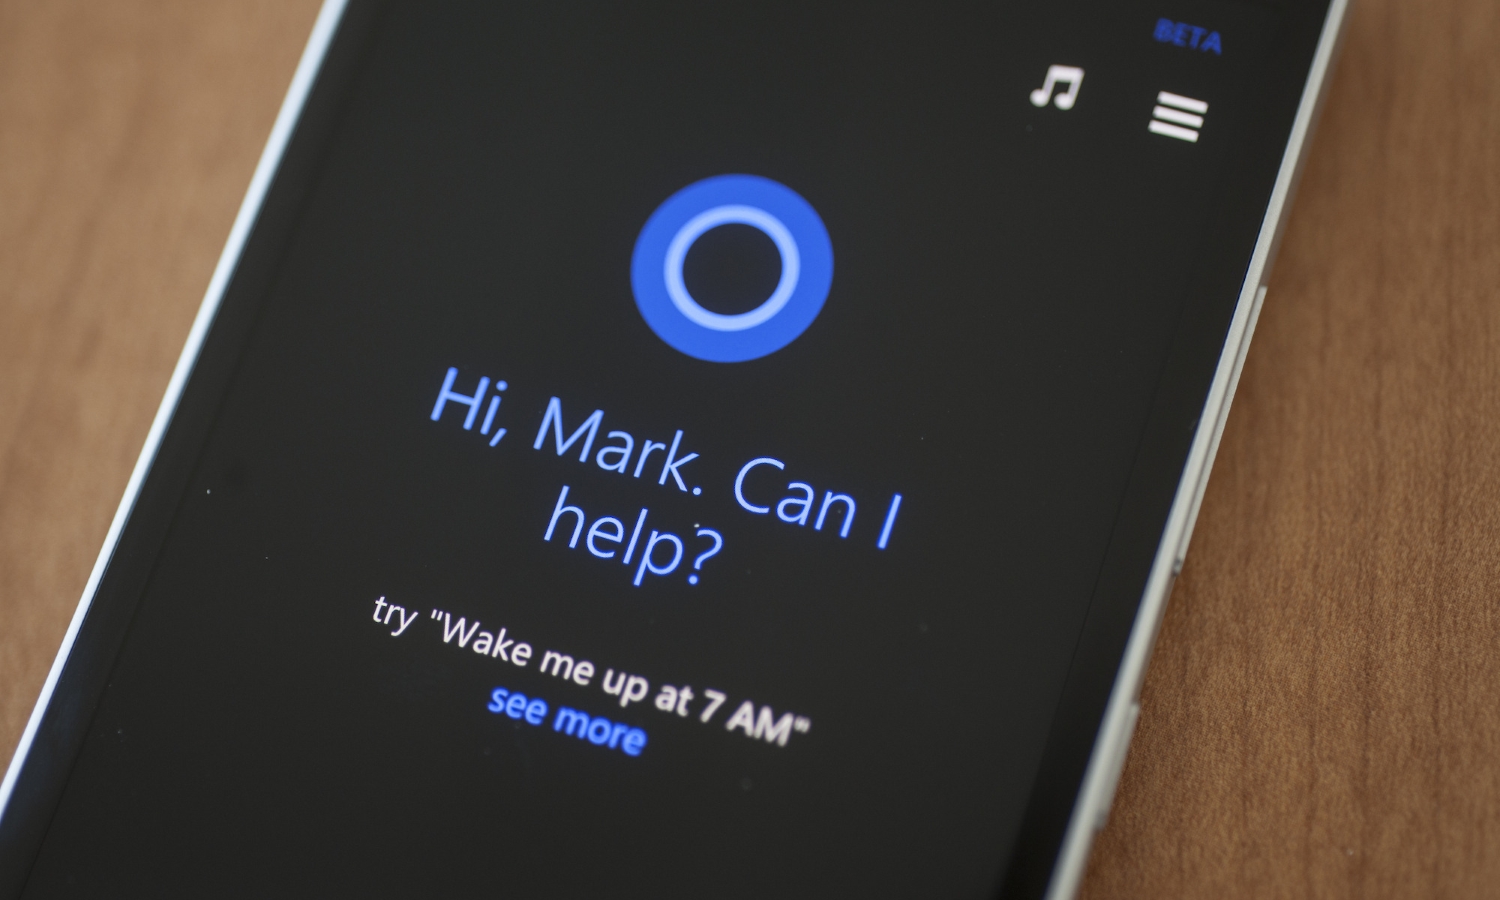 BETA
Hi, Mark. Can I
help?
try "Wake me up at 7 AM"
see more